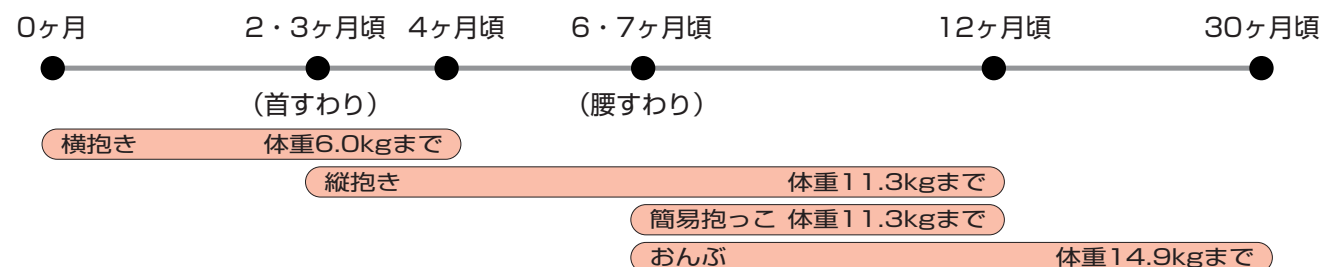 0ヶ月 2・3ヶ月頃 4ヶ月頃 6・7ヶ月頃 12ヶ月頃 30ヶ月頃
(首すわり) (腰すわり)
横抱き 体重6.0kgまで
縦抱き 体重11.3kgまで
簡易抱っこ 体重11.3kgまで
おんぶ 体重14.9kgまで